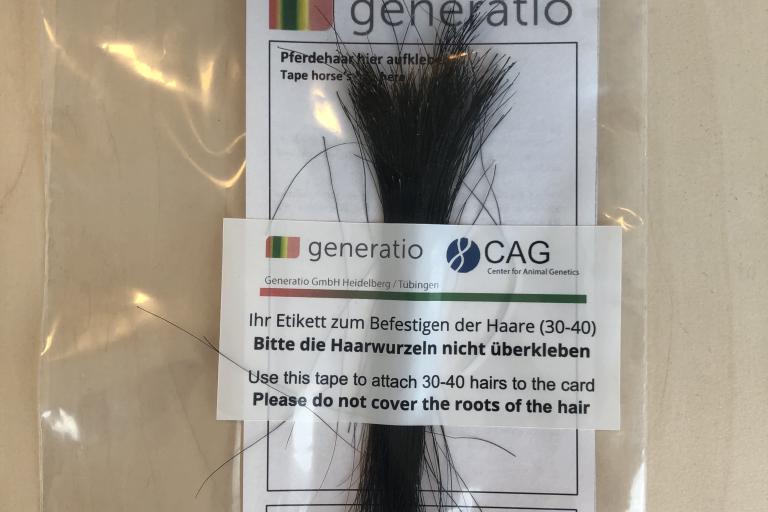 generatio
Pferdehaar hier aufkleben
Tape horse's here
generatio
CAG
Center for Animal Genetics
Generatio GmbH Heidelberg / Tübingen
Ihr Etikett zum Befestigen der Haare (30-40)
Bitte die Haarwurzeln nicht überkleben
Use this tape to attach 30-40 hairs to the card
Please do not cover the roots of the hair